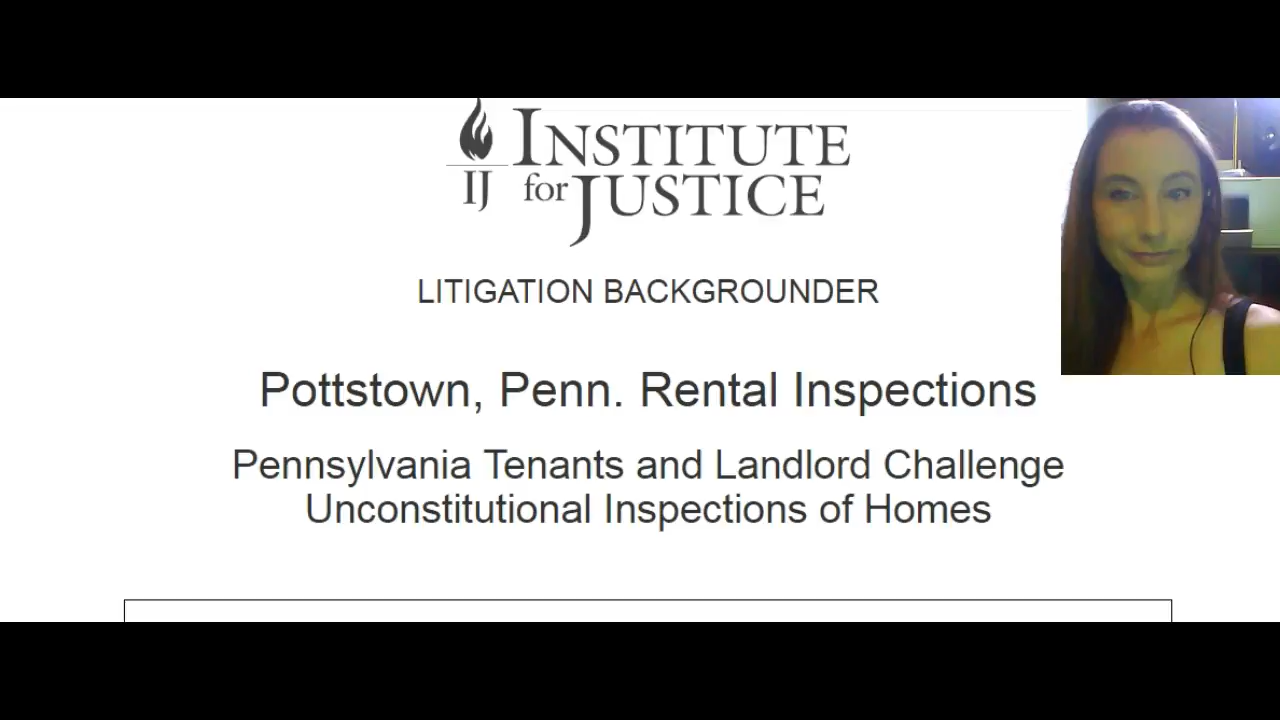 INSTITUTE
IJ for JUSTICE
LITIGATION BACKGROUNDER
Pottstown, Penn. Rental Inspections
Pennsylvania Tenants and Landlord Challenge
Unconstitutional Inspections of Homes